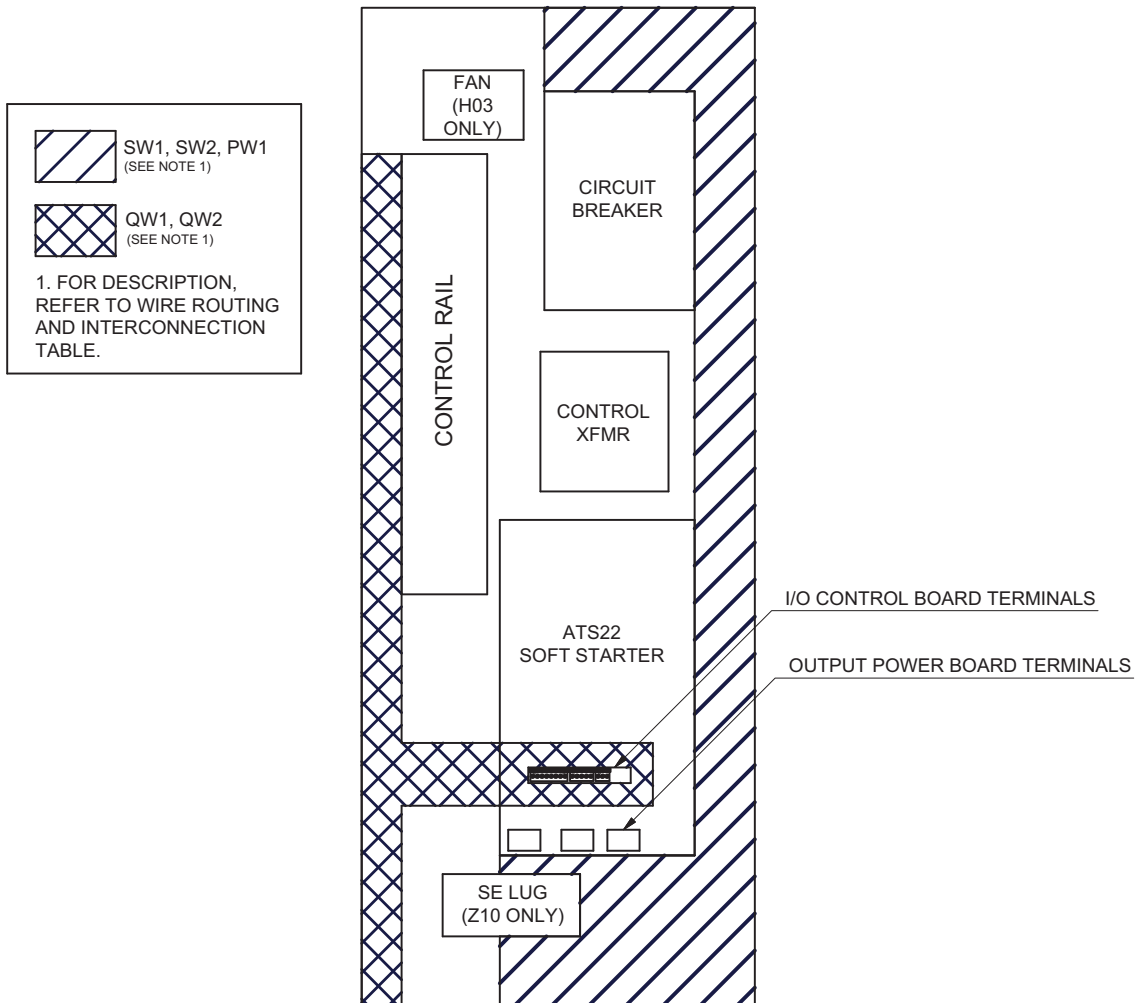 FAN
(H03
ONLY)
SW1, SW2, PW1
(SEE NOTE 1)
QW1, QW2
(SEE NOTE 1)
1. FOR DESCRIPTION,
REFER TO WIRE ROUTING
AND INTERCONNECTION
TABLE.
CIRCUIT
BREAKER
CONTROL RAIL
CONTROL
XFMR
ATS22
SOFT STARTER
I/O CONTROL BOARD TERMINALS
OUTPUT POWER BOARD TERMINALS
SE LUG
(Z10 ONLY)